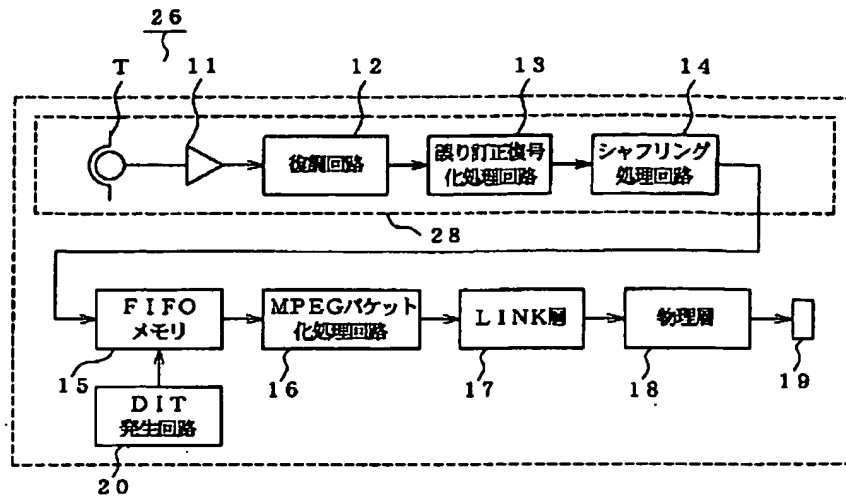 26
T
11
12
13
14
復調回路
誤り訂正復号
化処理回路
シャフリング
処理回路
28
FIFO
メモリ
MPEGパケット
化処理回路
LINK層
物理層
15
16
17
18
19
DIT
発生回路
20